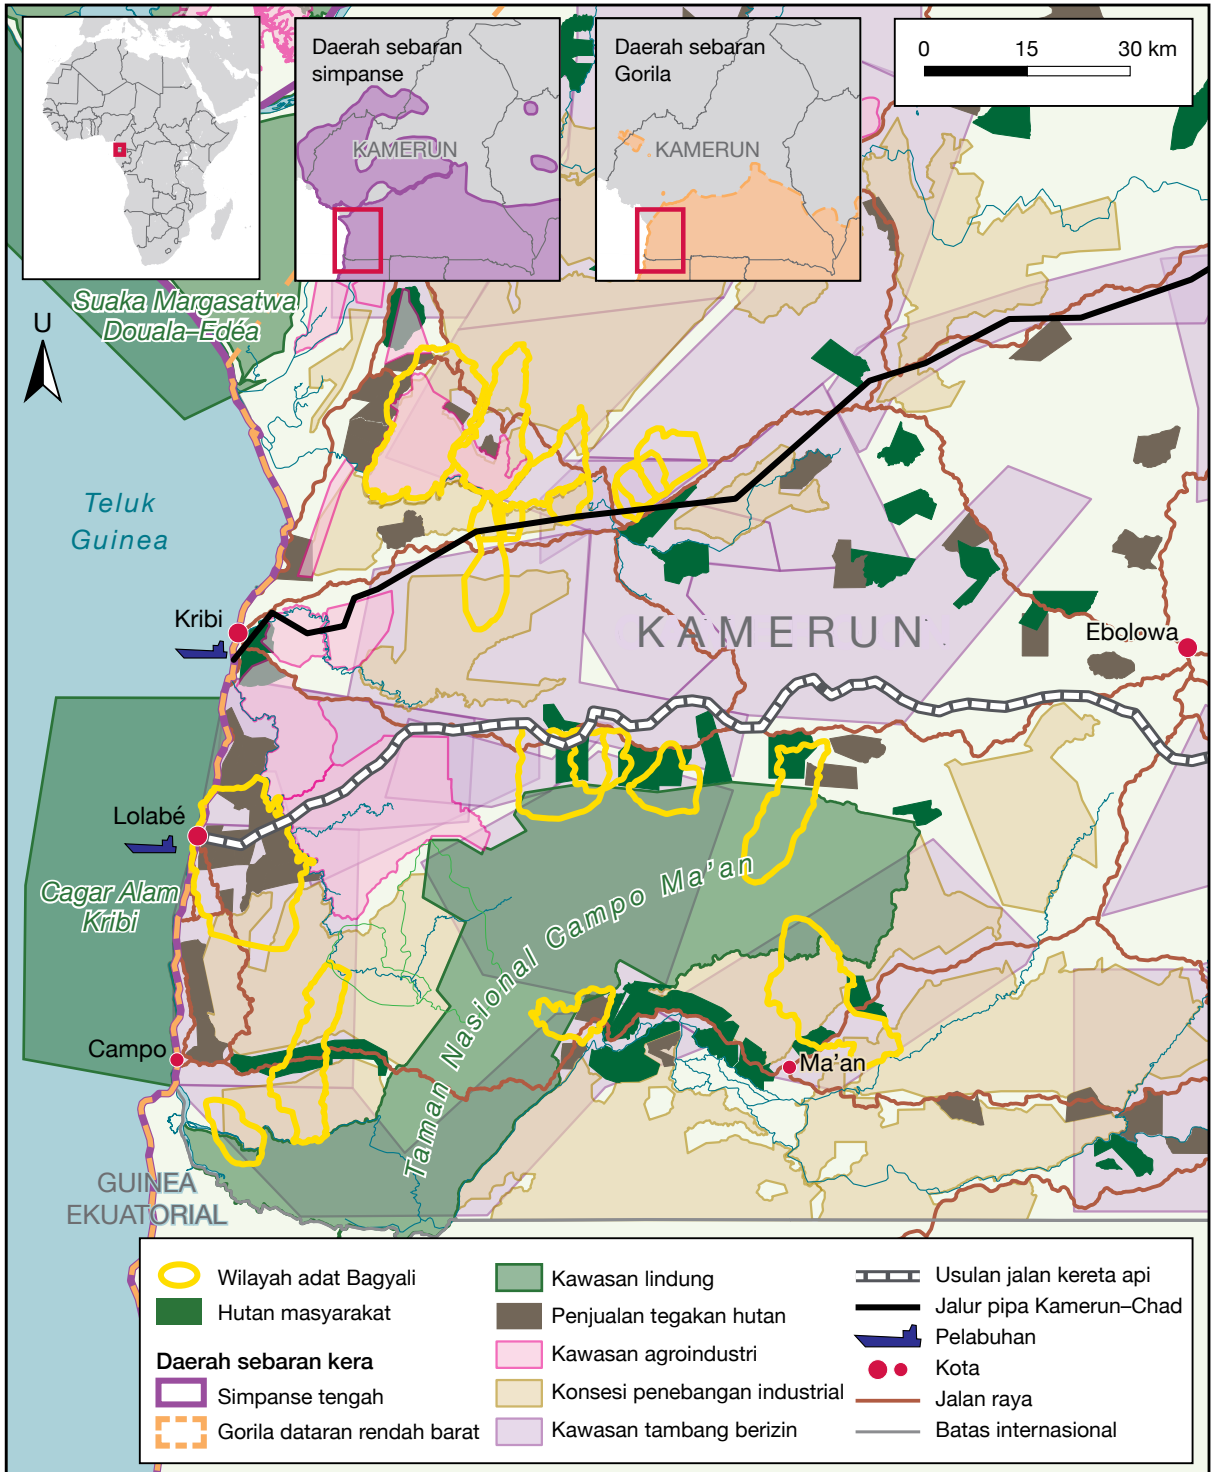 Daerah sebaran
simpanse
KAMERUN
Daerah sebaran
Gorila
KAMERUN
0 15 30 km
Suaka Margasatwa
Douala–Edéa
U
Teluk
Guinea
Kribi
KAMERUN
Ebolowa
Lolabé
Cagar Alam
Kribi
Taman Nasional Campo Ma’an
Campo
Ma’an
GUINEA
EKUATORIAL
Wilayah adat Bagyali
Hutan masyarakat
Daerah sebaran kera
Simpanse tengah
Gorila dataran rendah barat
Kawasan lindung
Penjualan tegakan hutan
Kawasan agroindustri
Konsesi penebangan industrial
Kawasan tambang berizin
Usulan jalan kereta api
Jalur pipa Kamerun–Chad
Pelabuhan
Kota
Jalan raya
Batas internasional